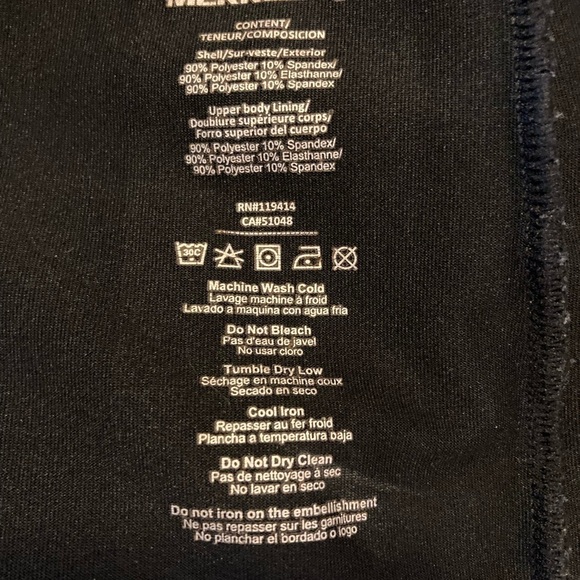 CONTENT/
TENEUR/COMPOSICION
Shell/Sur-veste/Exterior
90% Polyester 10% Spandex/
90% Polyester 10% Elasthanne/
90% Polyester 10% Spandex
Upper body Lining/
Doublure supérieure corps/
Forro superior del cuerpo
90% Polyester 10% Spandex/
90% Polyester 10% Elasthanne/
90% Polyester 10% Spandex
RN#119414
CA#51048
30C
Machine Wash Cold
Lavage machine à froid
Lavado a maquina con agua fria
Do Not Bleach
Pas d'eau de javel
No usar cloro
Tumble Dry Low
Séchage en machine doux
Secado en seco
Cool Iron
Repasser au fer froid
Plancha a temperatura baja
Do Not Dry Clean
Pas de nettoyage à sec
No lavar en seco
Do not iron on the embellishment
Ne pas repasser sur les garnitures
No planchar el bordado o logo